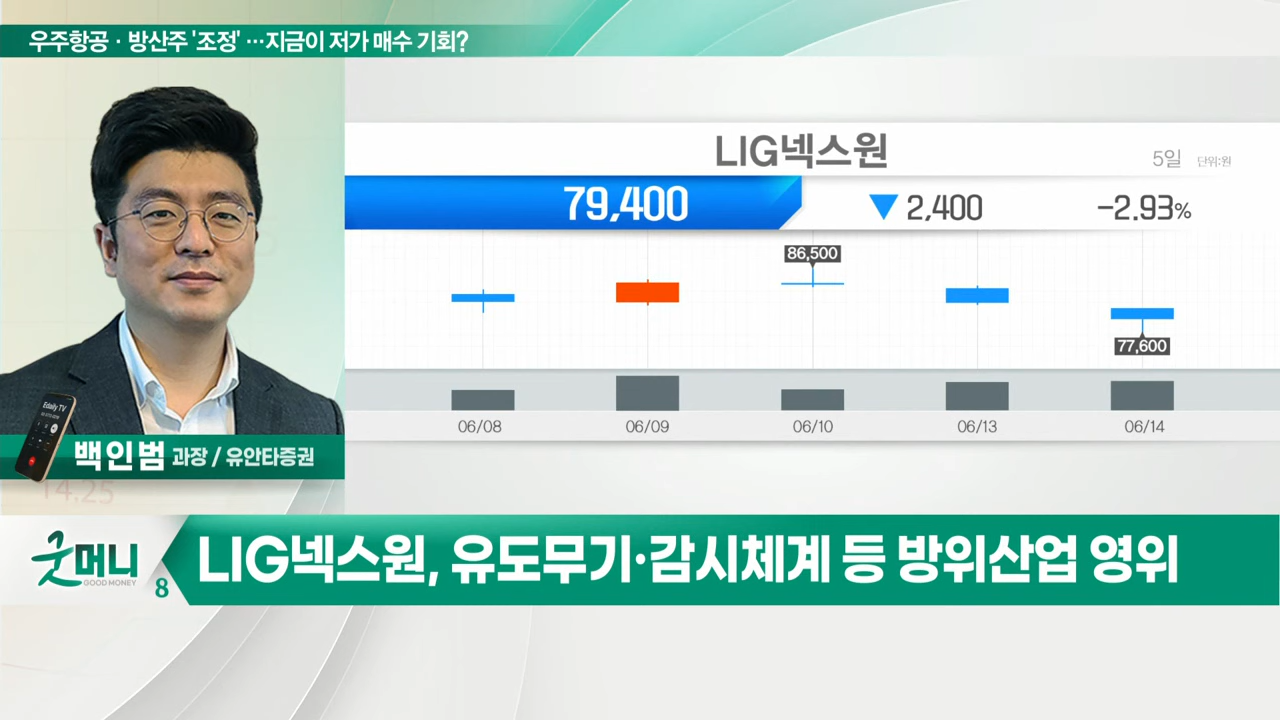 우주항공 · 방산주 '조정' …지금이 저가 매수 기회?
LIG넥스원
5일 단위:원
79,400 ▼ 2,400 -2.93%
86,500
77,600
06/08 06/09 06/10 06/13 06/14
Edaily TV
백인범 과장 / 유안타증권
14.25
굿머니
GOOD MONEY
8
LIG넥스원, 유도무기·감시체계 등 방위산업 영위